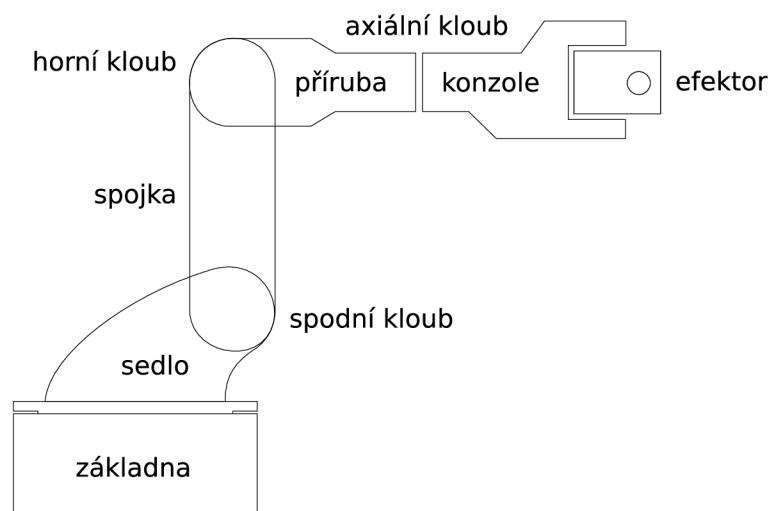 axiální kloub
horní kloub
příruba
konzole
efektor
spojka
spodní kloub
sedlo
základna